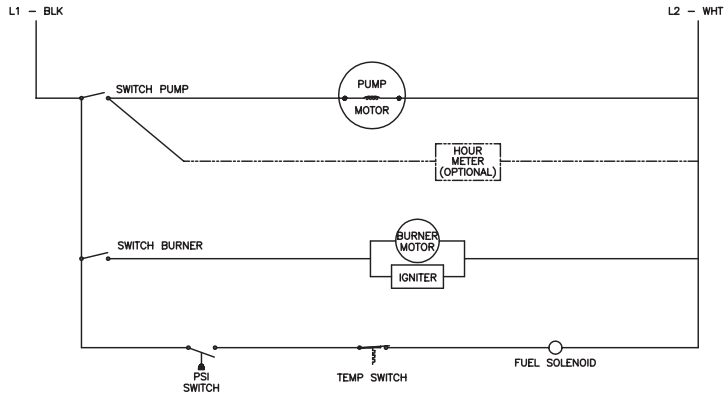 L1 - BLK
L2 - WHT
SWITCH PUMP
PUMP
MOTOR
HOUR
METER
(OPTIONAL)
SWITCH BURNER
BURNER
MOTOR
IGNITER
PSI
SWITCH
TEMP SWITCH
FUEL SOLENOID